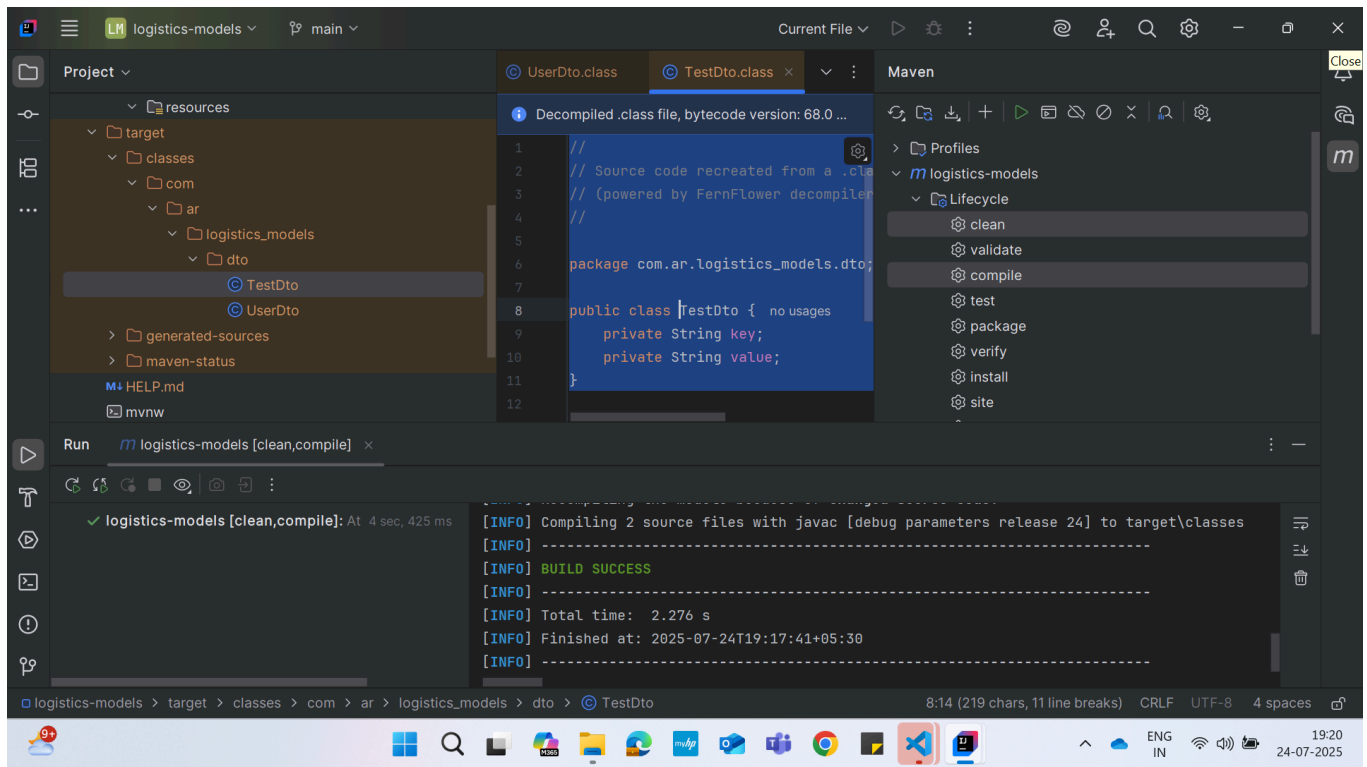 LM logistics-models main Current File
Project
UserDto.class TestDto.class
Maven
Close
resources
target
classes
com
ar
logistics_models
dto
TestDto
UserDto
generated-sources
maven-status
M↓ HELP.md
mvnw
Decompiled .class file, bytecode version: 68.0 ...
1 //
2 // Source code recreated from a .cla
3 // (powered by FernFlower decompiler
4 //
5
6 package com.ar.logistics_models.dto;
7
8 public class TestDto { no usages
9 private String key;
10 private String value;
11 }
12
Profiles
m logistics-models
Lifecycle
clean
validate
compile
test
package
verify
install
site
m
Run m logistics-models [clean,compile]
logistics-models [clean,compile]: At 4 sec, 425 ms
[INFO] Compiling 2 source files with javac [debug parameters release 24] to target\classes
[INFO] ------------------------------------------------------------------------
[INFO] BUILD SUCCESS
[INFO] ------------------------------------------------------------------------
[INFO] Total time: 2.276 s
[INFO] Finished at: 2025-07-24T19:17:41+05:30
[INFO] ------------------------------------------------------------------------
logistics-models > target > classes > com > ar > logistics_models > dto > TestDto 8:14 (219 chars, 11 line breaks) CRLF UTF-8 4 spaces
9+
M365
myhp
ENG
IN
19:20
24-07-2025